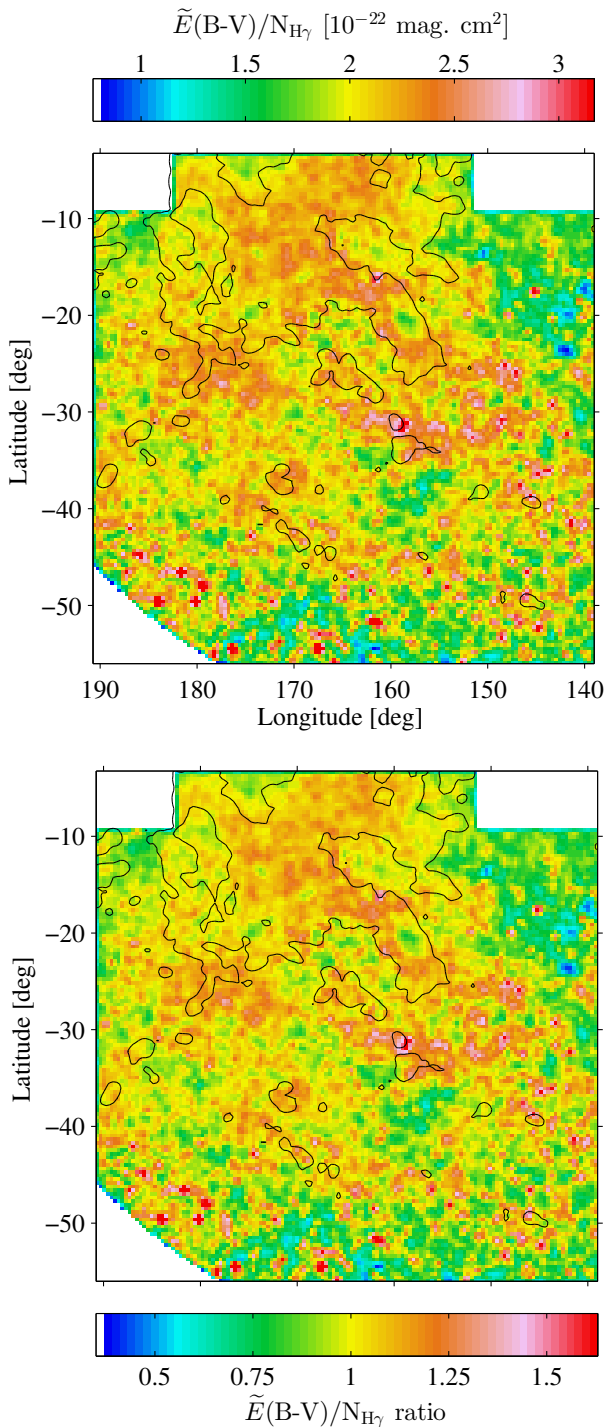 Ẽ(B-V)/N_Hγ [10⁻²² mag. cm²]
1 1.5 2 2.5 3
−10
−20
−30
−40
−50
Latitude [deg]
190 180 170 160 150 140
Longitude [deg]
−10
−20
−30
−40
−50
Latitude [deg]
0.5 0.75 1 1.25 1.5
Ẽ(B-V)/N_Hγ ratio